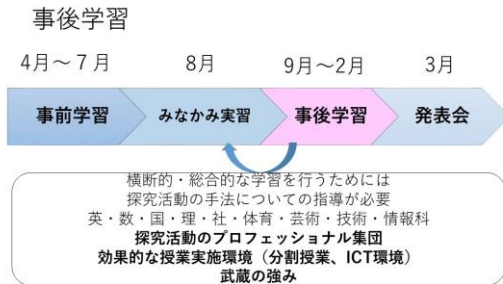 事後学習
4月～7月 8月 9月～2月 3月
事前学習 みなかみ実習 事後学習 発表会
横断的・総合的な学習を行うためには
探究活動の手法についての指導が必要
英・数・国・理・社・体育・芸術・技術・情報科
探究活動のプロフェッショナル集団
効果的な授業実施環境（分割授業、ICT環境）
武蔵の強み